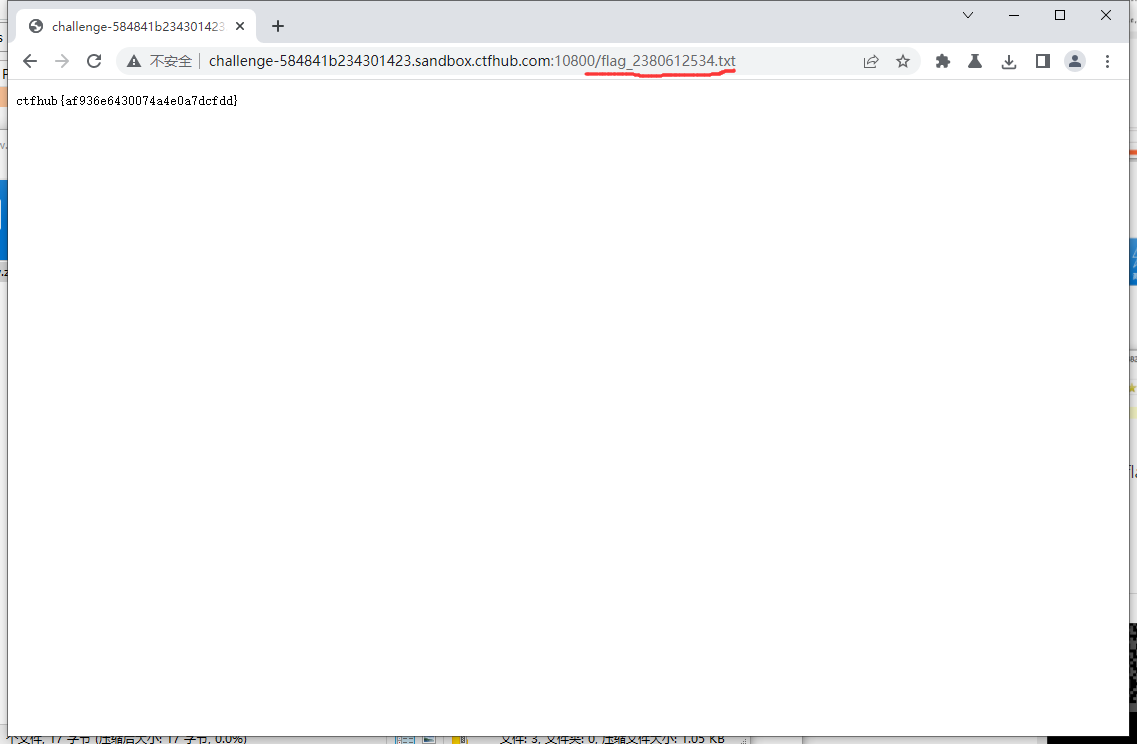 challenge-584841b234301423
不安全
challenge-584841b234301423.sandbox.ctfhub.com:10800/flag_2380612534.txt
ctfhub{af936e6430074a4e0a7dcfdd}
个文件, 17 字节 (压缩后大小: 17 字节, 0.0%)
文件: 3, 文件夹: 0, 压缩文件大小: 1.05 KB